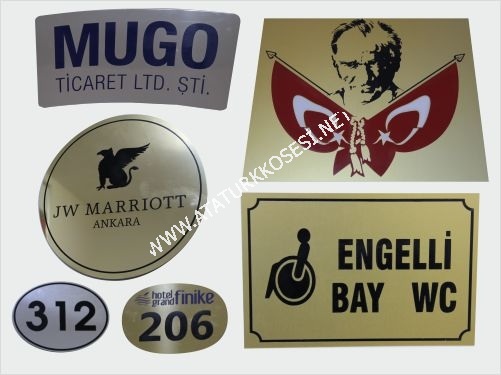 MUGO
TİCARET LTD. ŞTİ.
JW MARRIOTT
ANKARA
312
hotel
grand finike
206
ENGELLİ
BAY WC
WWW.ATATURKKOSESİ.NET